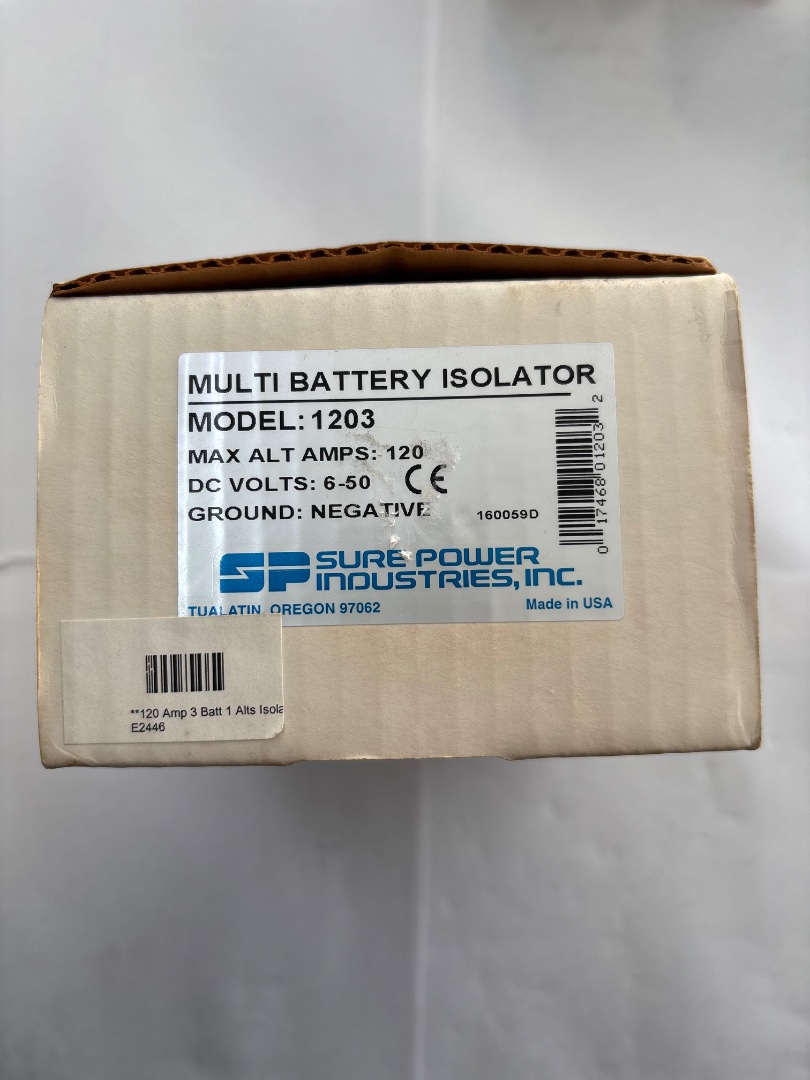 MULTI BATTERY ISOLATOR
MODEL: 1203
MAX ALT AMPS: 120
DC VOLTS: 6-50 CE
GROUND: NEGATIVE
160059D
0 17468 01203 2
SP SURE POWER
INDUSTRIES, INC.
TUALATIN, OREGON 97062
Made in USA
**120 Amp 3 Batt 1 Alts Isola
E2446